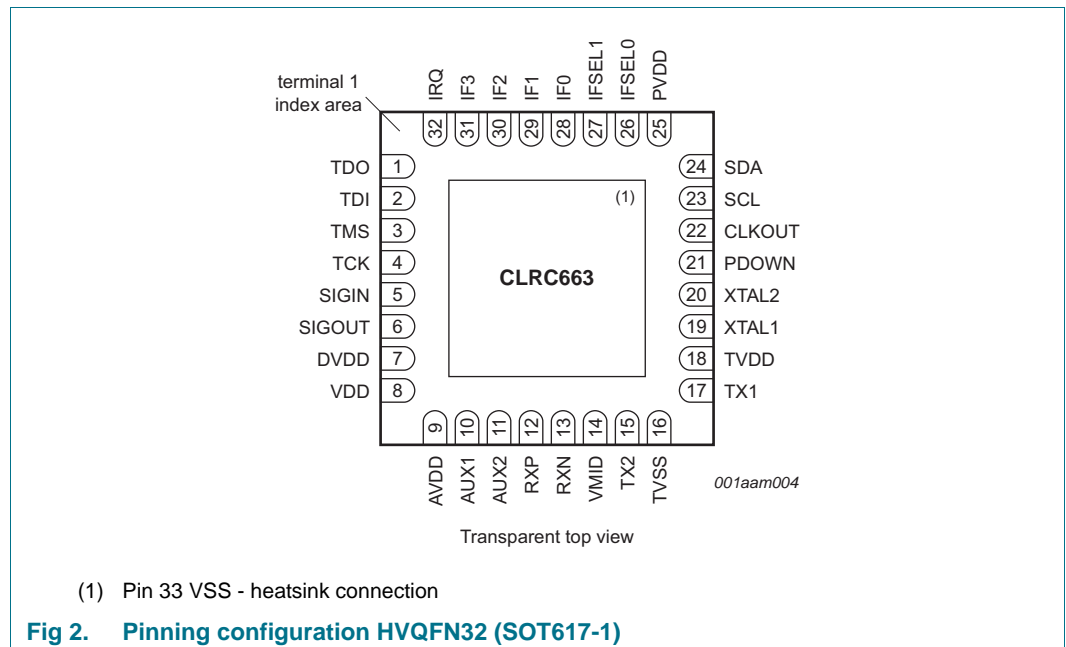 terminal 1
index area
IRQ
IF3
IF2
IF1
IF0
IFSEL1
IFSEL0
PVDD
32
31
30
29
28
27
26
25
TDO 1
TDI 2
TMS 3
TCK 4
SIGIN 5
SIGOUT 6
DVDD 7
VDD 8
(1)
CLRC663
24 SDA
23 SCL
22 CLKOUT
21 PDOWN
20 XTAL2
19 XTAL1
18 TVDD
17 TX1
9
10
11
12
13
14
15
16
AVDD
AUX1
AUX2
RXP
RXN
VMID
TX2
TVSS
001aam004
Transparent top view
(1) Pin 33 VSS - heatsink connection
Fig 2. Pinning configuration HVQFN32 (SOT617-1)